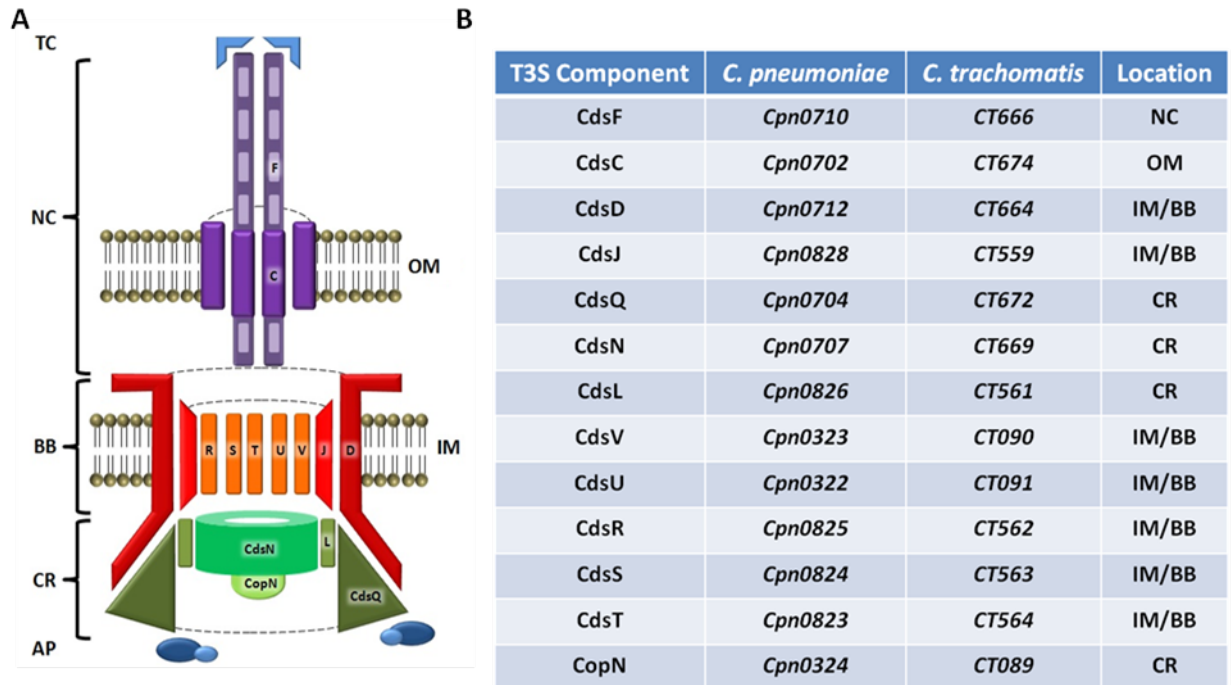 A
TC
F
NC
OM
C
BB
R S T U V J D
IM
CdsN
L
CR
CopN
CdsQ
AP
B
T3S Component C. pneumoniae C. trachomatis Location
CdsF Cpn0710 CT666 NC
CdsC Cpn0702 CT674 OM
CdsD Cpn0712 CT664 IM/BB
CdsJ Cpn0828 CT559 IM/BB
CdsQ Cpn0704 CT672 CR
CdsN Cpn0707 CT669 CR
CdsL Cpn0826 CT561 CR
CdsV Cpn0323 CT090 IM/BB
CdsU Cpn0322 CT091 IM/BB
CdsR Cpn0825 CT562 IM/BB
CdsS Cpn0824 CT563 IM/BB
CdsT Cpn0823 CT564 IM/BB
CopN Cpn0324 CT089 CR